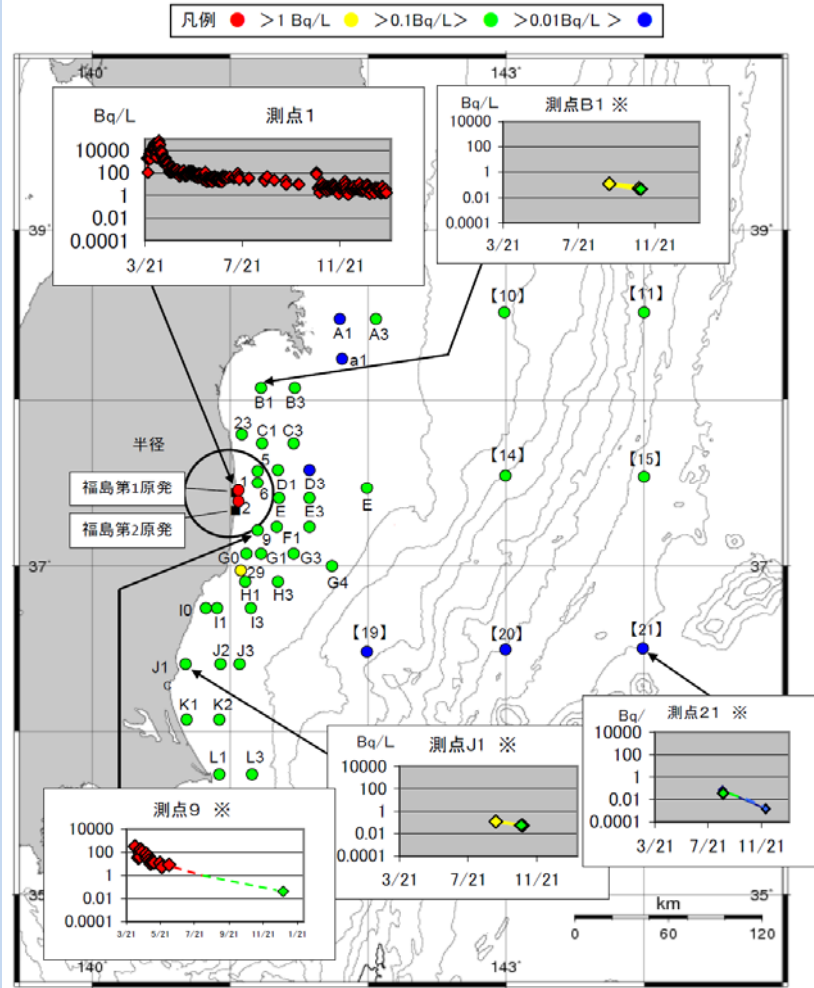 凡例 ＞1 Bq/L ＞0.1Bq/L＞ ＞0.01Bq/L ＞
140° 143°
Bq/L 測点1
10000
100
1
0.01
0.0001
3/21 7/21 11/21
Bq/L 測点B1 ※
10000
100
1
0.01
0.0001
3/21 7/21 11/21
39 39°
【10】 【11】
A1 A3
a1
B1 B3
23
C1 C3
半径
5
【14】 【15】
福島第1原発
1
6
D1 D3
E
2
E E3
福島第2原発
9
F1
G0 G1 G3
37 37°
29
G4
H1 H3
I0 I1 I3
【19】 【20】 【21】
J1 J2 J3
K1 K2
L1 L3
Bq/L 測点J1 ※
10000
100
1
0.01
0.0001
3/21 7/21 11/21
Bq/ 測点21 ※
10000
100
1
0.01
0.0001
3/21 7/21 11/21
測点9 ※
10000
100
1
0.01
0.0001
3/21 5/21 7/21 9/21 11/21 1/21
35 35°
km
0 60 120
140 143°